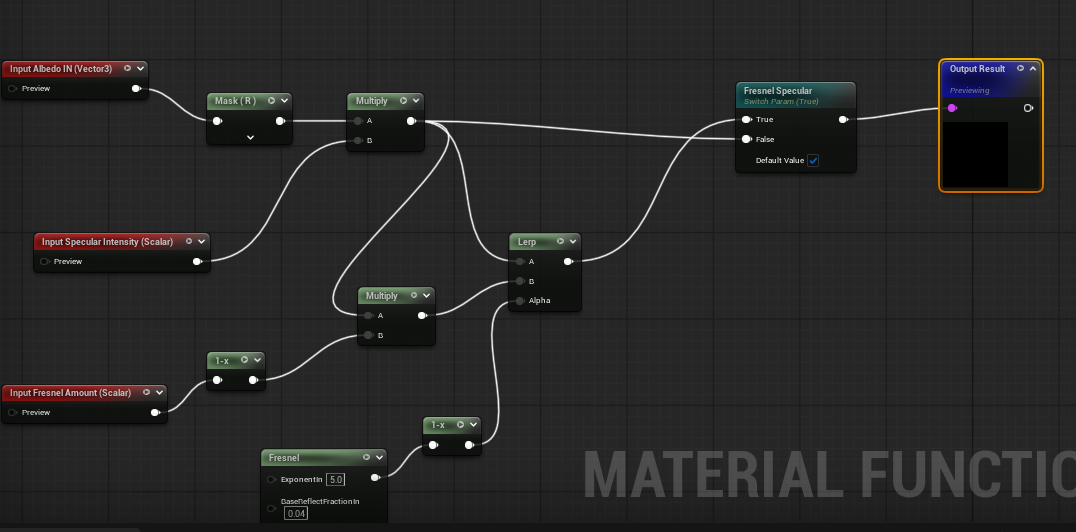 Input Albedo IN (Vector3)
Preview
Mask ( R )
Multiply
A
B
Fresnel Specular
Switch Param (True)
True
False
Default Value
Output Result
Previewing
Input Specular Intensity (Scalar)
Preview
Lerp
A
B
Alpha
Multiply
A
B
1-x
Input Fresnel Amount (Scalar)
Preview
1-x
Fresnel
ExponentIn 5.0
BaseReflectFractionIn
0.04
MATERIAL FUNCTIO